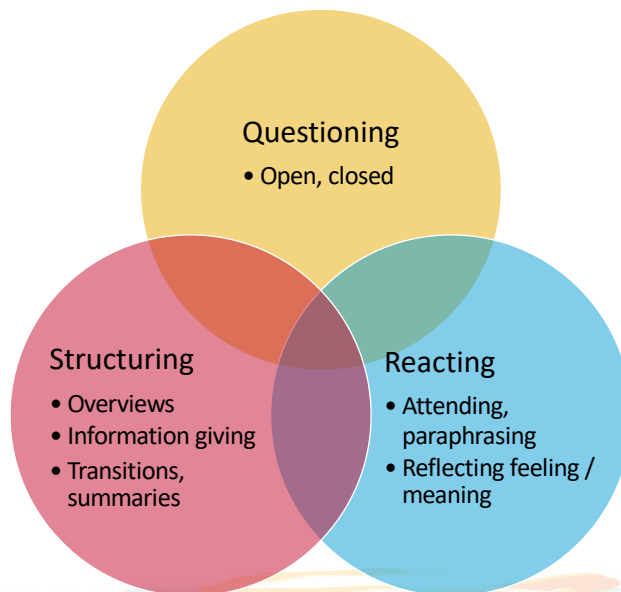 Questioning
• Open, closed
Structuring
• Overviews
• Information giving
• Transitions,
summaries
Reacting
• Attending,
paraphrasing
• Reflecting feeling /
meaning